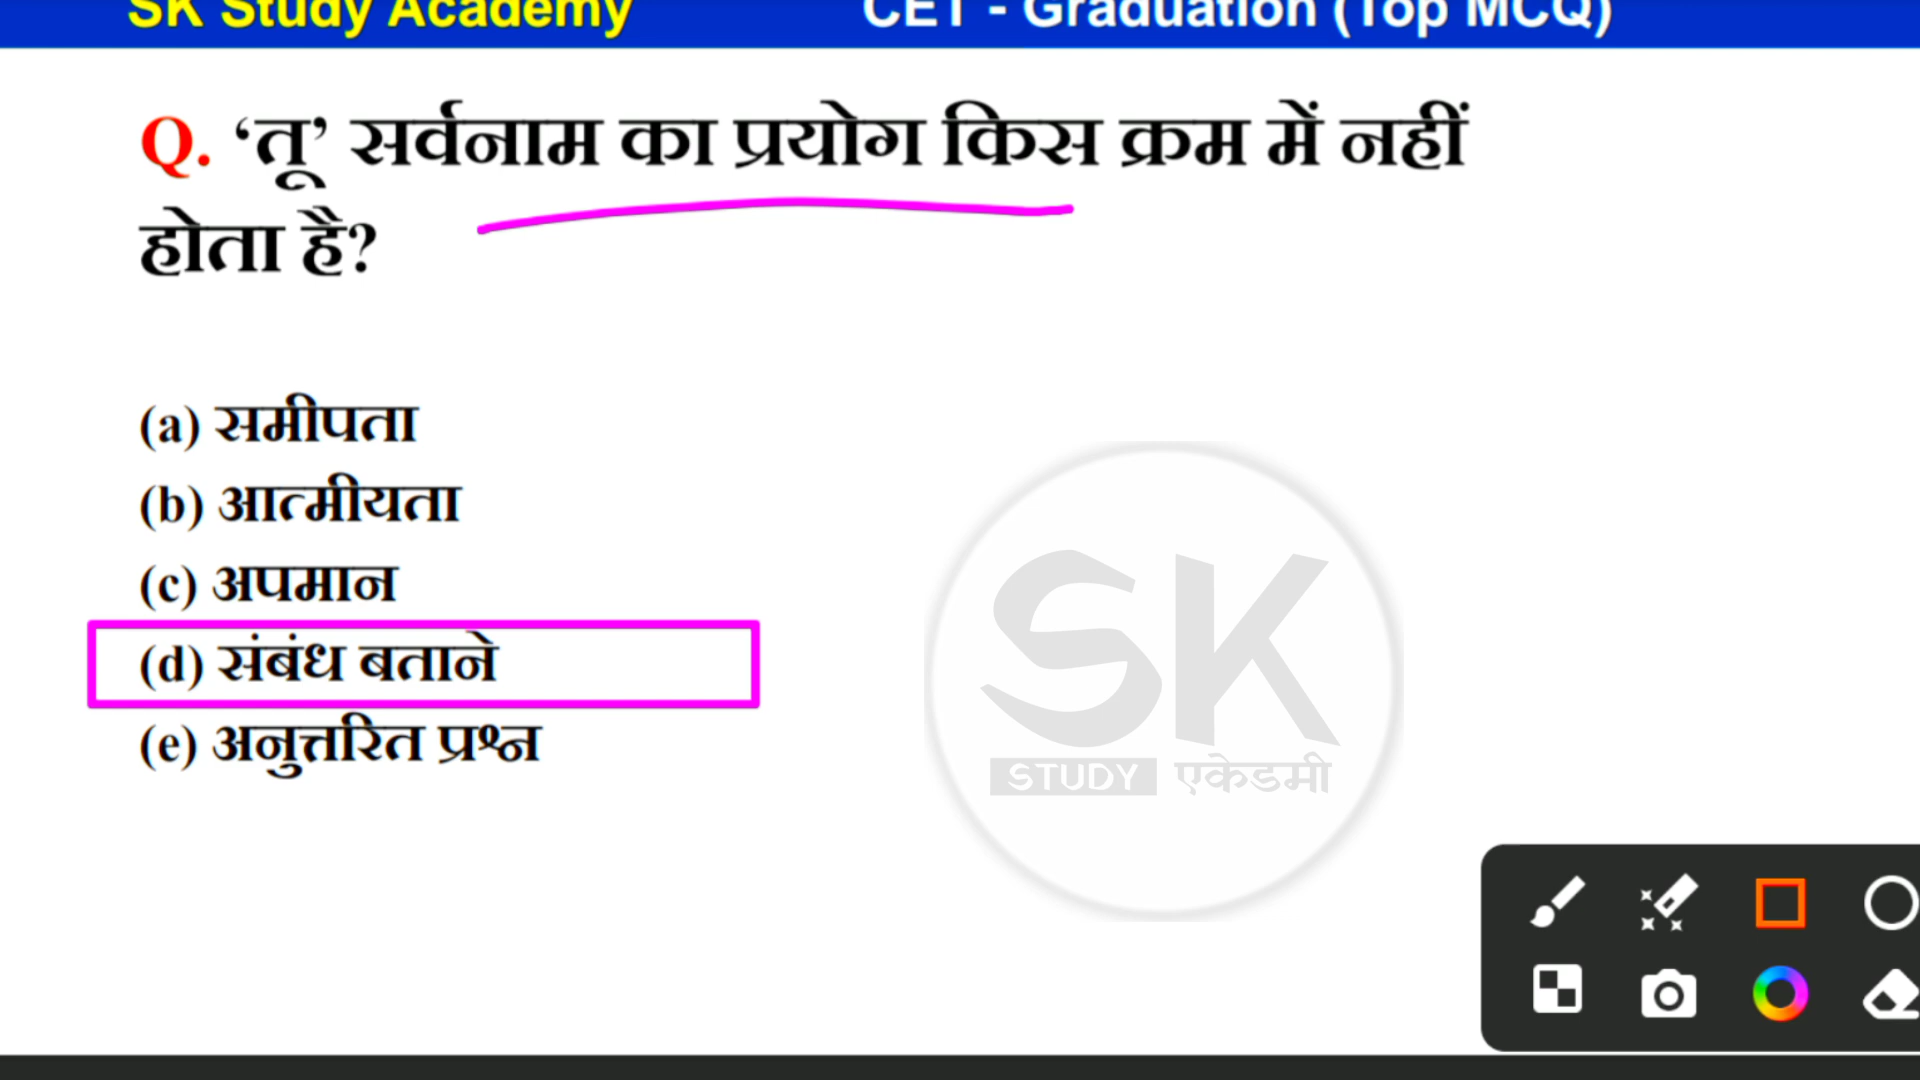 SK Study Academy CET - Graduation (Top MCQ)
Q. ‘तू’ सर्वनाम का प्रयोग किस क्रम में नहीं
होता है?
(a) समीपता
(b) आत्मीयता
(c) अपमान
(d) संबंध बताने
(e) अनुत्तरित प्रश्न
SK
STUDY एकेडमी